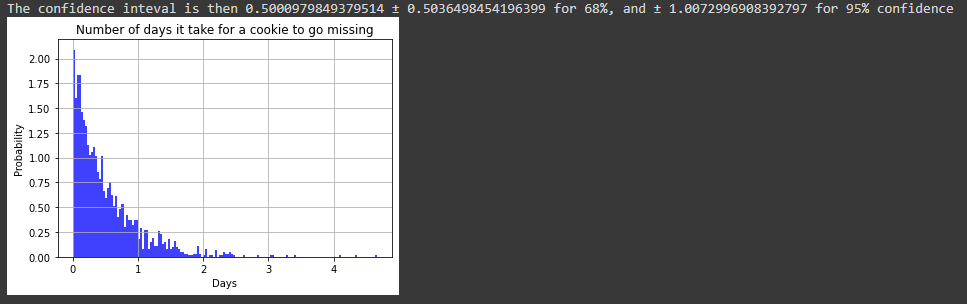 The confidence inteval is then 0.5000979849379514 ± 0.5036498454196399 for 68%, and ± 1.0072996908392797 for 95% confidence
Number of days it take for a cookie to go missing
2.00
1.75
1.50
1.25
1.00
0.75
0.50
0.25
0.00
Probability
0 1 2 3 4
Days